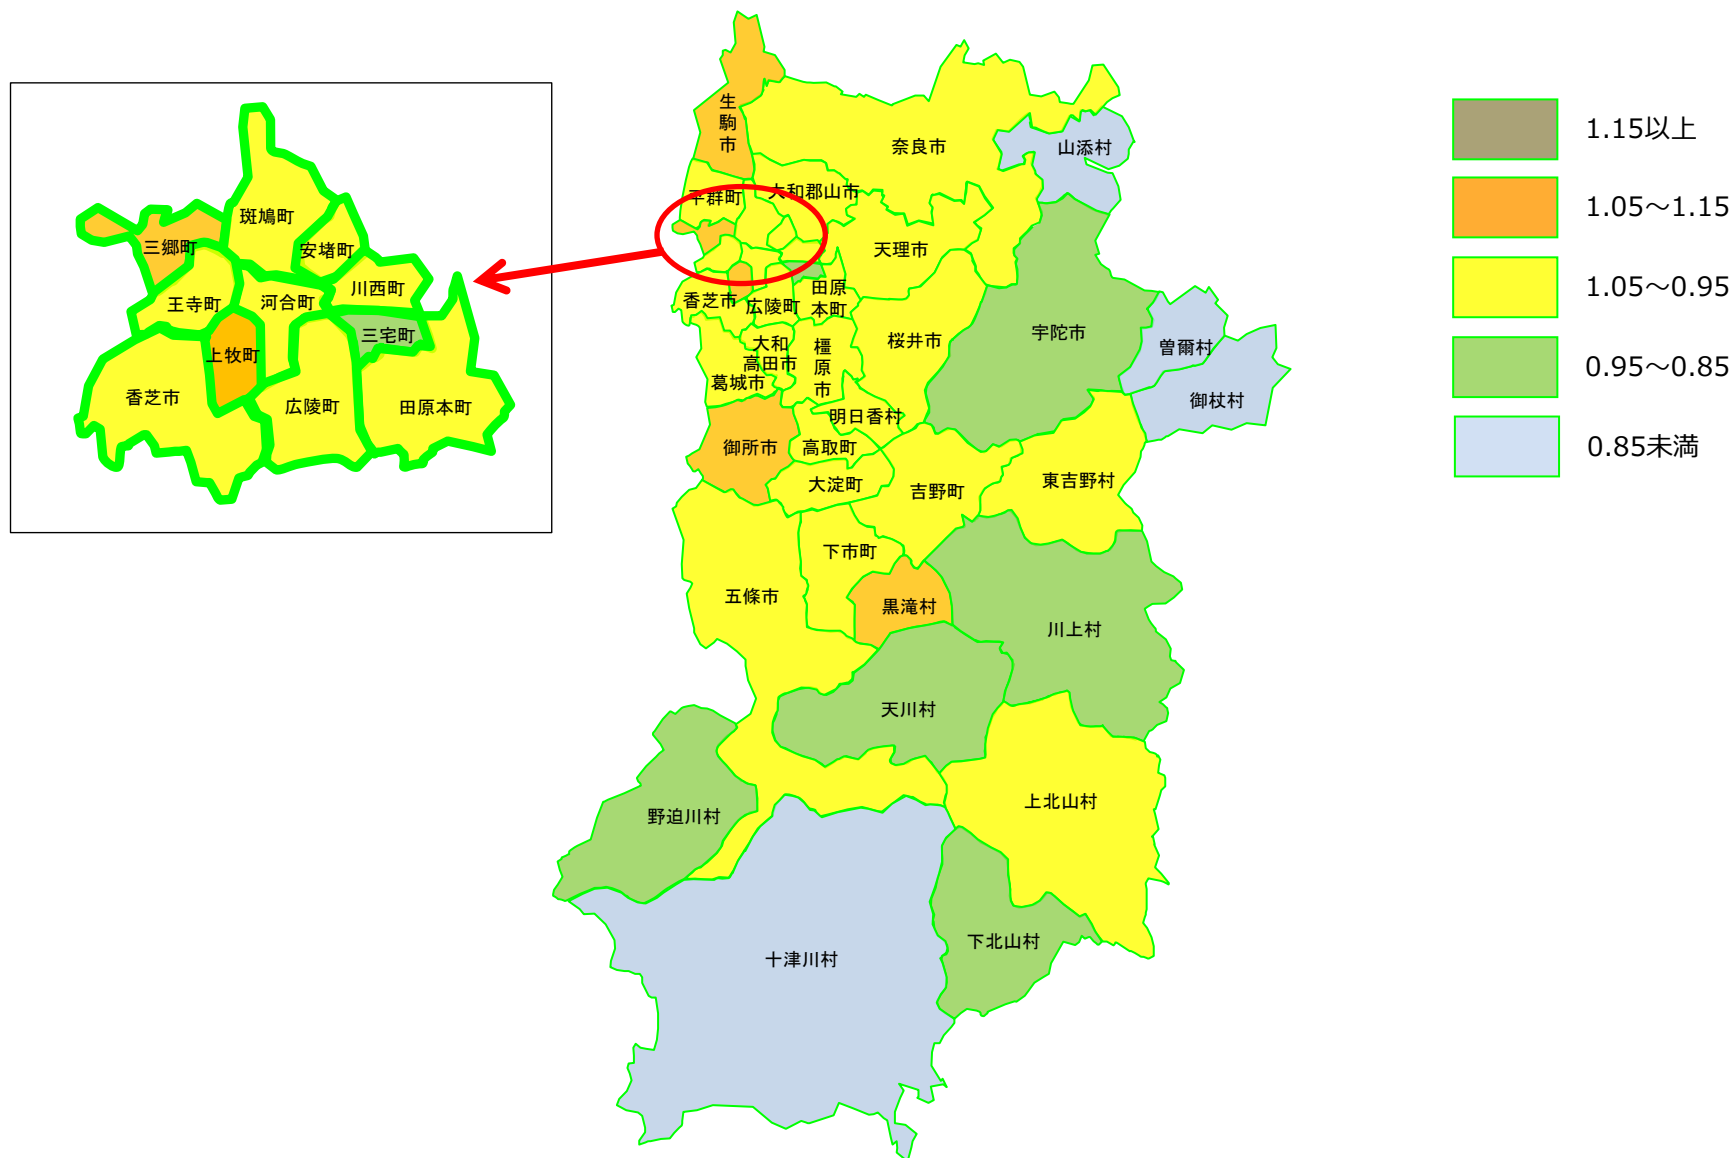 斑鳩町
三郷町
安堵町
王寺町
河合町
川西町
三宅町
上牧町
香芝市
広陵町
田原本町
生
駒
市
奈良市
山添村
平群町
大和郡山市
天理市
香芝市
広陵町
田原
本町
桜井市
宇陀市
曽爾村
御杖村
大和
高田市
橿
原
市
葛城市
明日香村
御所市
高取町
大淀町
吉野町
東吉野村
下市町
五條市
黒滝村
川上村
天川村
上北山村
野迫川村
下北山村
十津川村
1.15以上
1.05～1.15
1.05～0.95
0.95～0.85
0.85未満